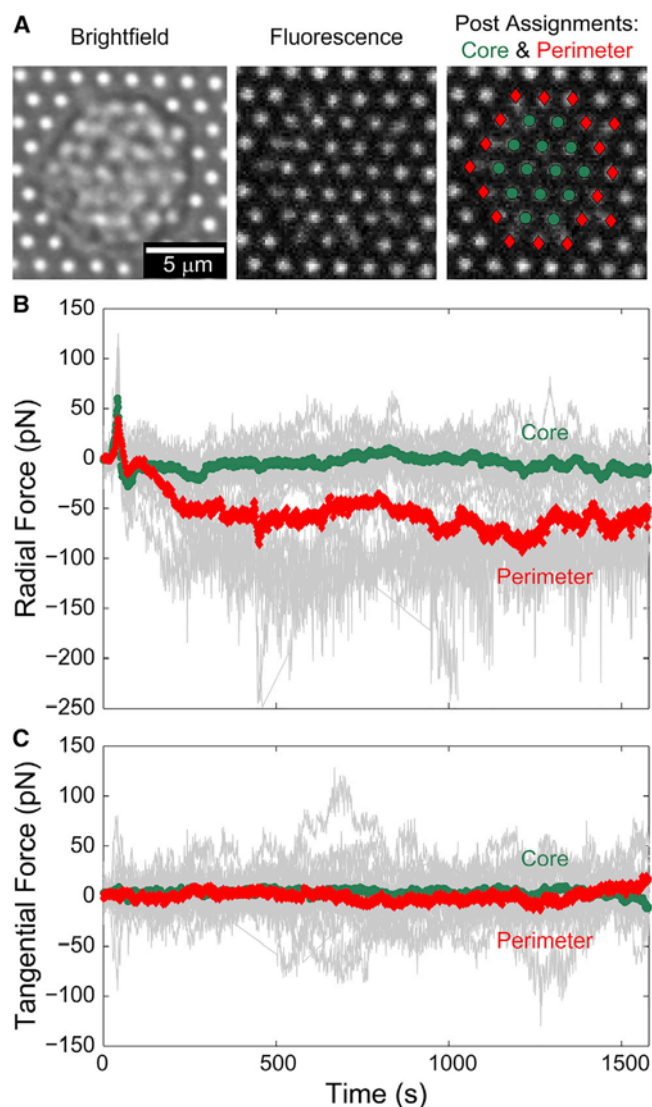 A
Brightfield
Fluorescence
Post Assignments:
Core & Perimeter
5 μm
B
150
100
50
0
−50
−100
−150
−200
−250
Radial Force (pN)
Core
Perimeter
C
150
100
50
0
−50
−100
−150
Tangential Force (pN)
Core
Perimeter
0
500
1000
1500
Time (s)